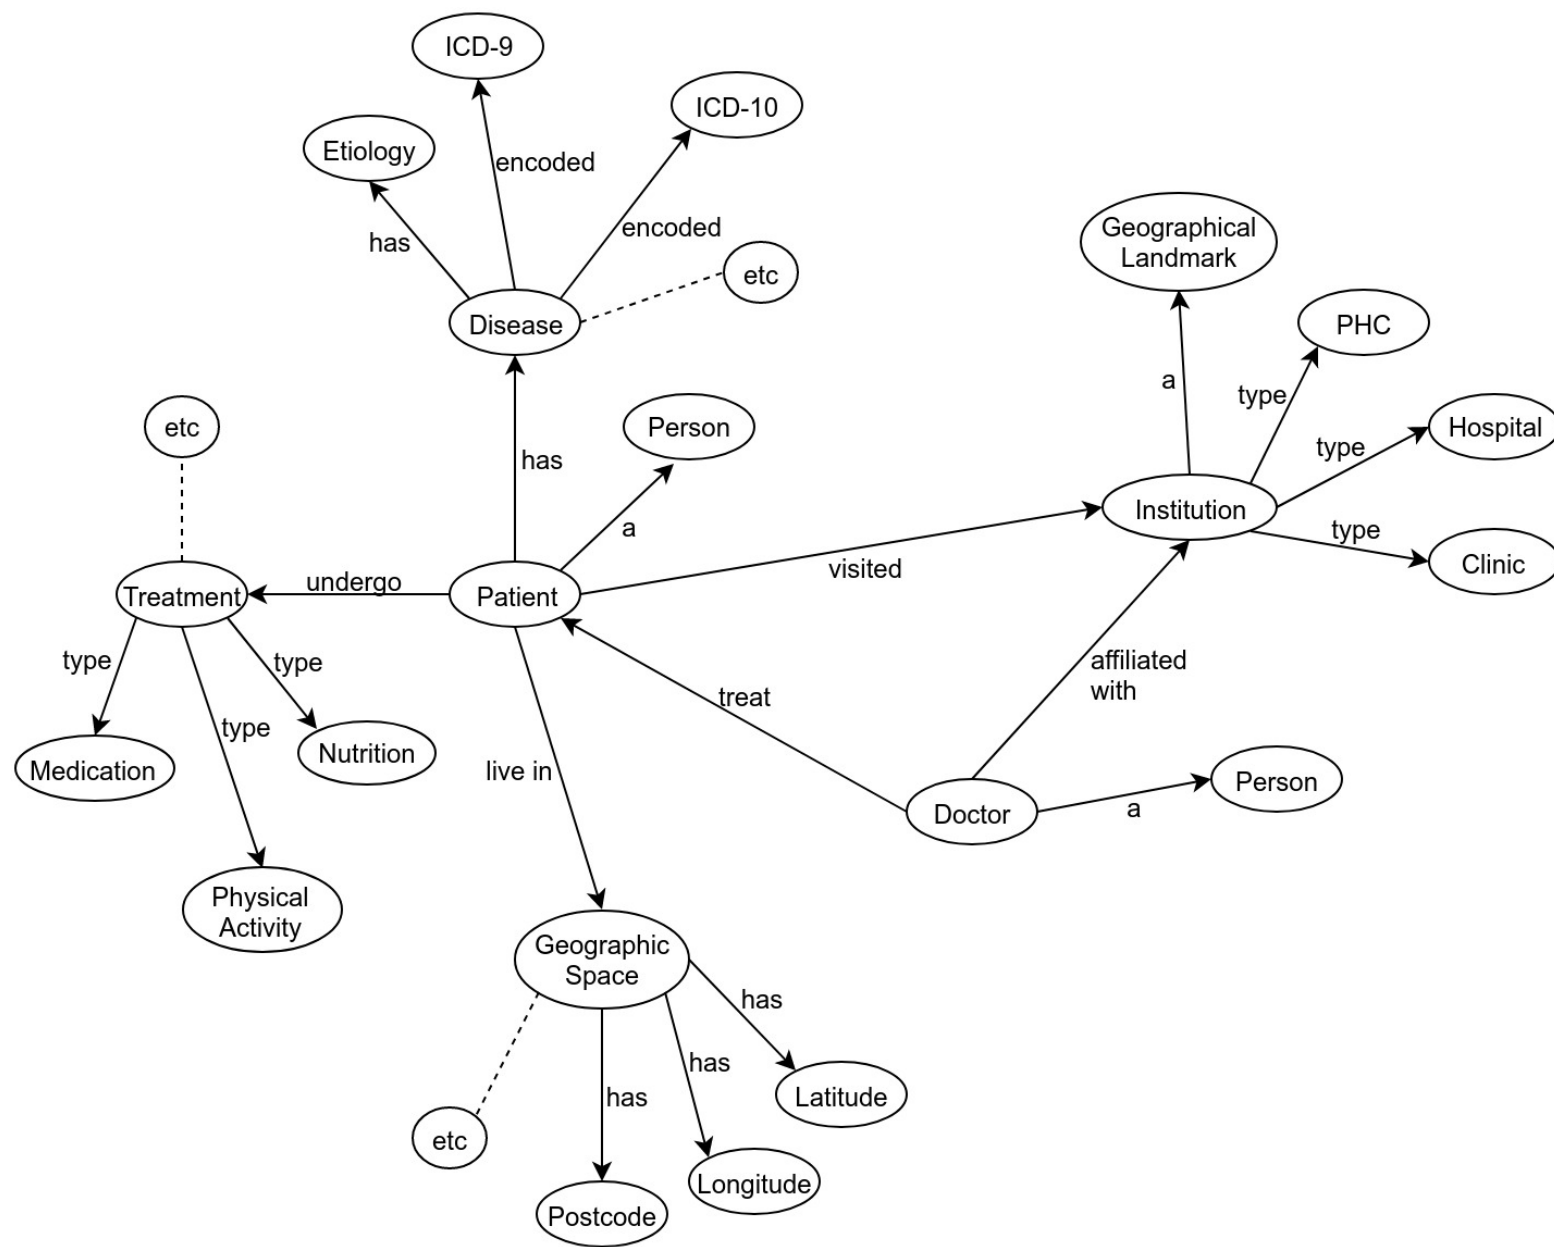 ICD-9
ICD-10
Etiology
encoded
encoded
has
etc
Disease
Geographical
Landmark
PHC
a
type
Hospital
type
Institution
type
Clinic
etc
Person
has
a
visited
undergo
Treatment
Patient
type
type
type
Medication
Nutrition
Physical
Activity
treat
affiliated
with
live in
Doctor
a
Person
Geographic
Space
has
has
has
Latitude
etc
Longitude
Postcode